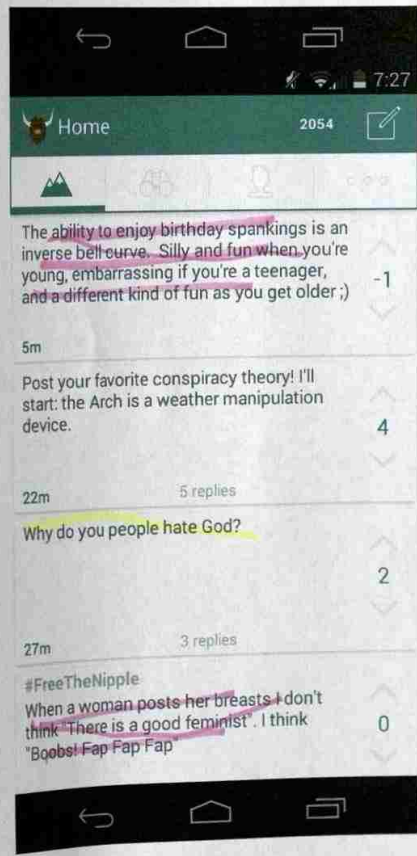 7:27
Home 2054
The ability to enjoy birthday spankings is an
inverse bell curve. Silly and fun when you're
young, embarrassing if you're a teenager,
and a different kind of fun as you get older ;)
-1
5m
Post your favorite conspiracy theory! I'll
start: the Arch is a weather manipulation
device.
4
22m 5 replies
Why do you people hate God?
2
27m 3 replies
#FreeTheNipple
When a woman posts her breasts I don't
think "There is a good feminist". I think
"Boobs! Fap Fap Fap"
0